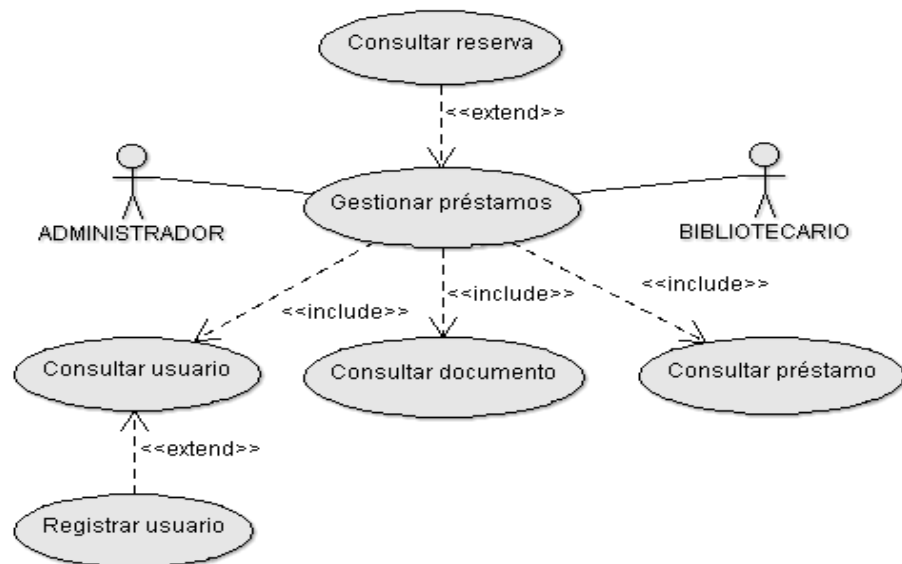 Consultar reserva
<<extend>>
Gestionar préstamos
ADMINISTRADOR
BIBLIOTECARIO
<<include>>
<<include>>
<<include>>
Consultar usuario
Consultar documento
Consultar préstamo
<<extend>>
Registrar usuario